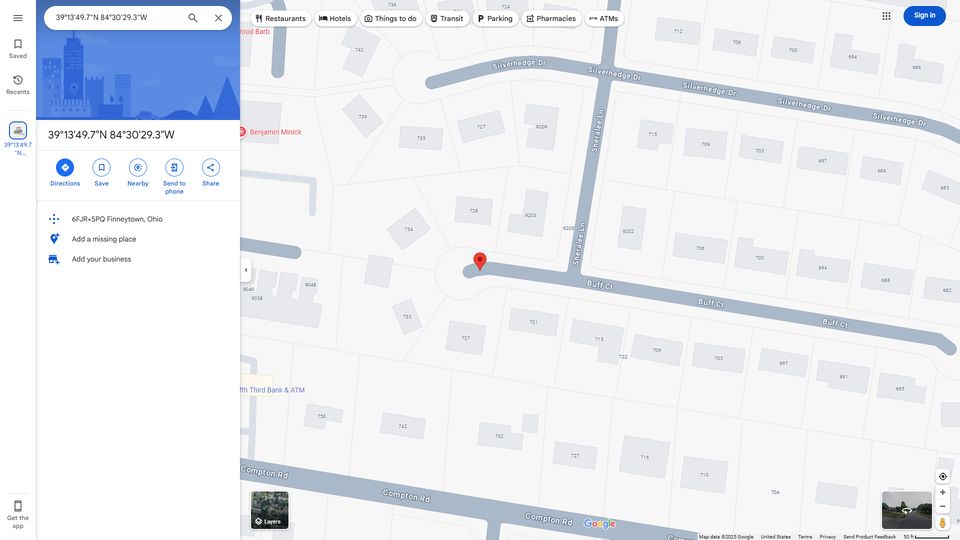 39°13'49.7"N 84°30'29.3"W
Restaurants
Hotels
Things to do
Transit
Parking
Pharmacies
ATMs
Sign in
Saved
Recents
39°13'49.7
"N...
Get the
app
39°13'49.7"N 84°30'29.3"W
Directions
Save
Nearby
Send to
phone
Share
6FJR+5PQ Finneytown, Ohio
Add a missing place
Add your business
Wood Barb
736
724
742
712
706
700
694
686
Silverhedge Dr
Silverhedge Dr
Silverhedge Dr
Silverhedge Dr
739
735
727
9209
Sheralee Ln
715
709
703
697
689
683
Benjamin Minick
734
728
9203
9203
9202
Sheralee Ln
706
700
694
688
682
9040
9038
9048
Buff Ct
Buff Ct
Buff Ct
733
727
721
715
722
709
703
697
691
685
fth Third Bank & ATM
750
742
732
727
716
710
704
Compton Rd
Compton Rd
Compton Rd
Layers
Google
Map data ©2025 Google
United States
Terms
Privacy
Send Product Feedback
50 ft